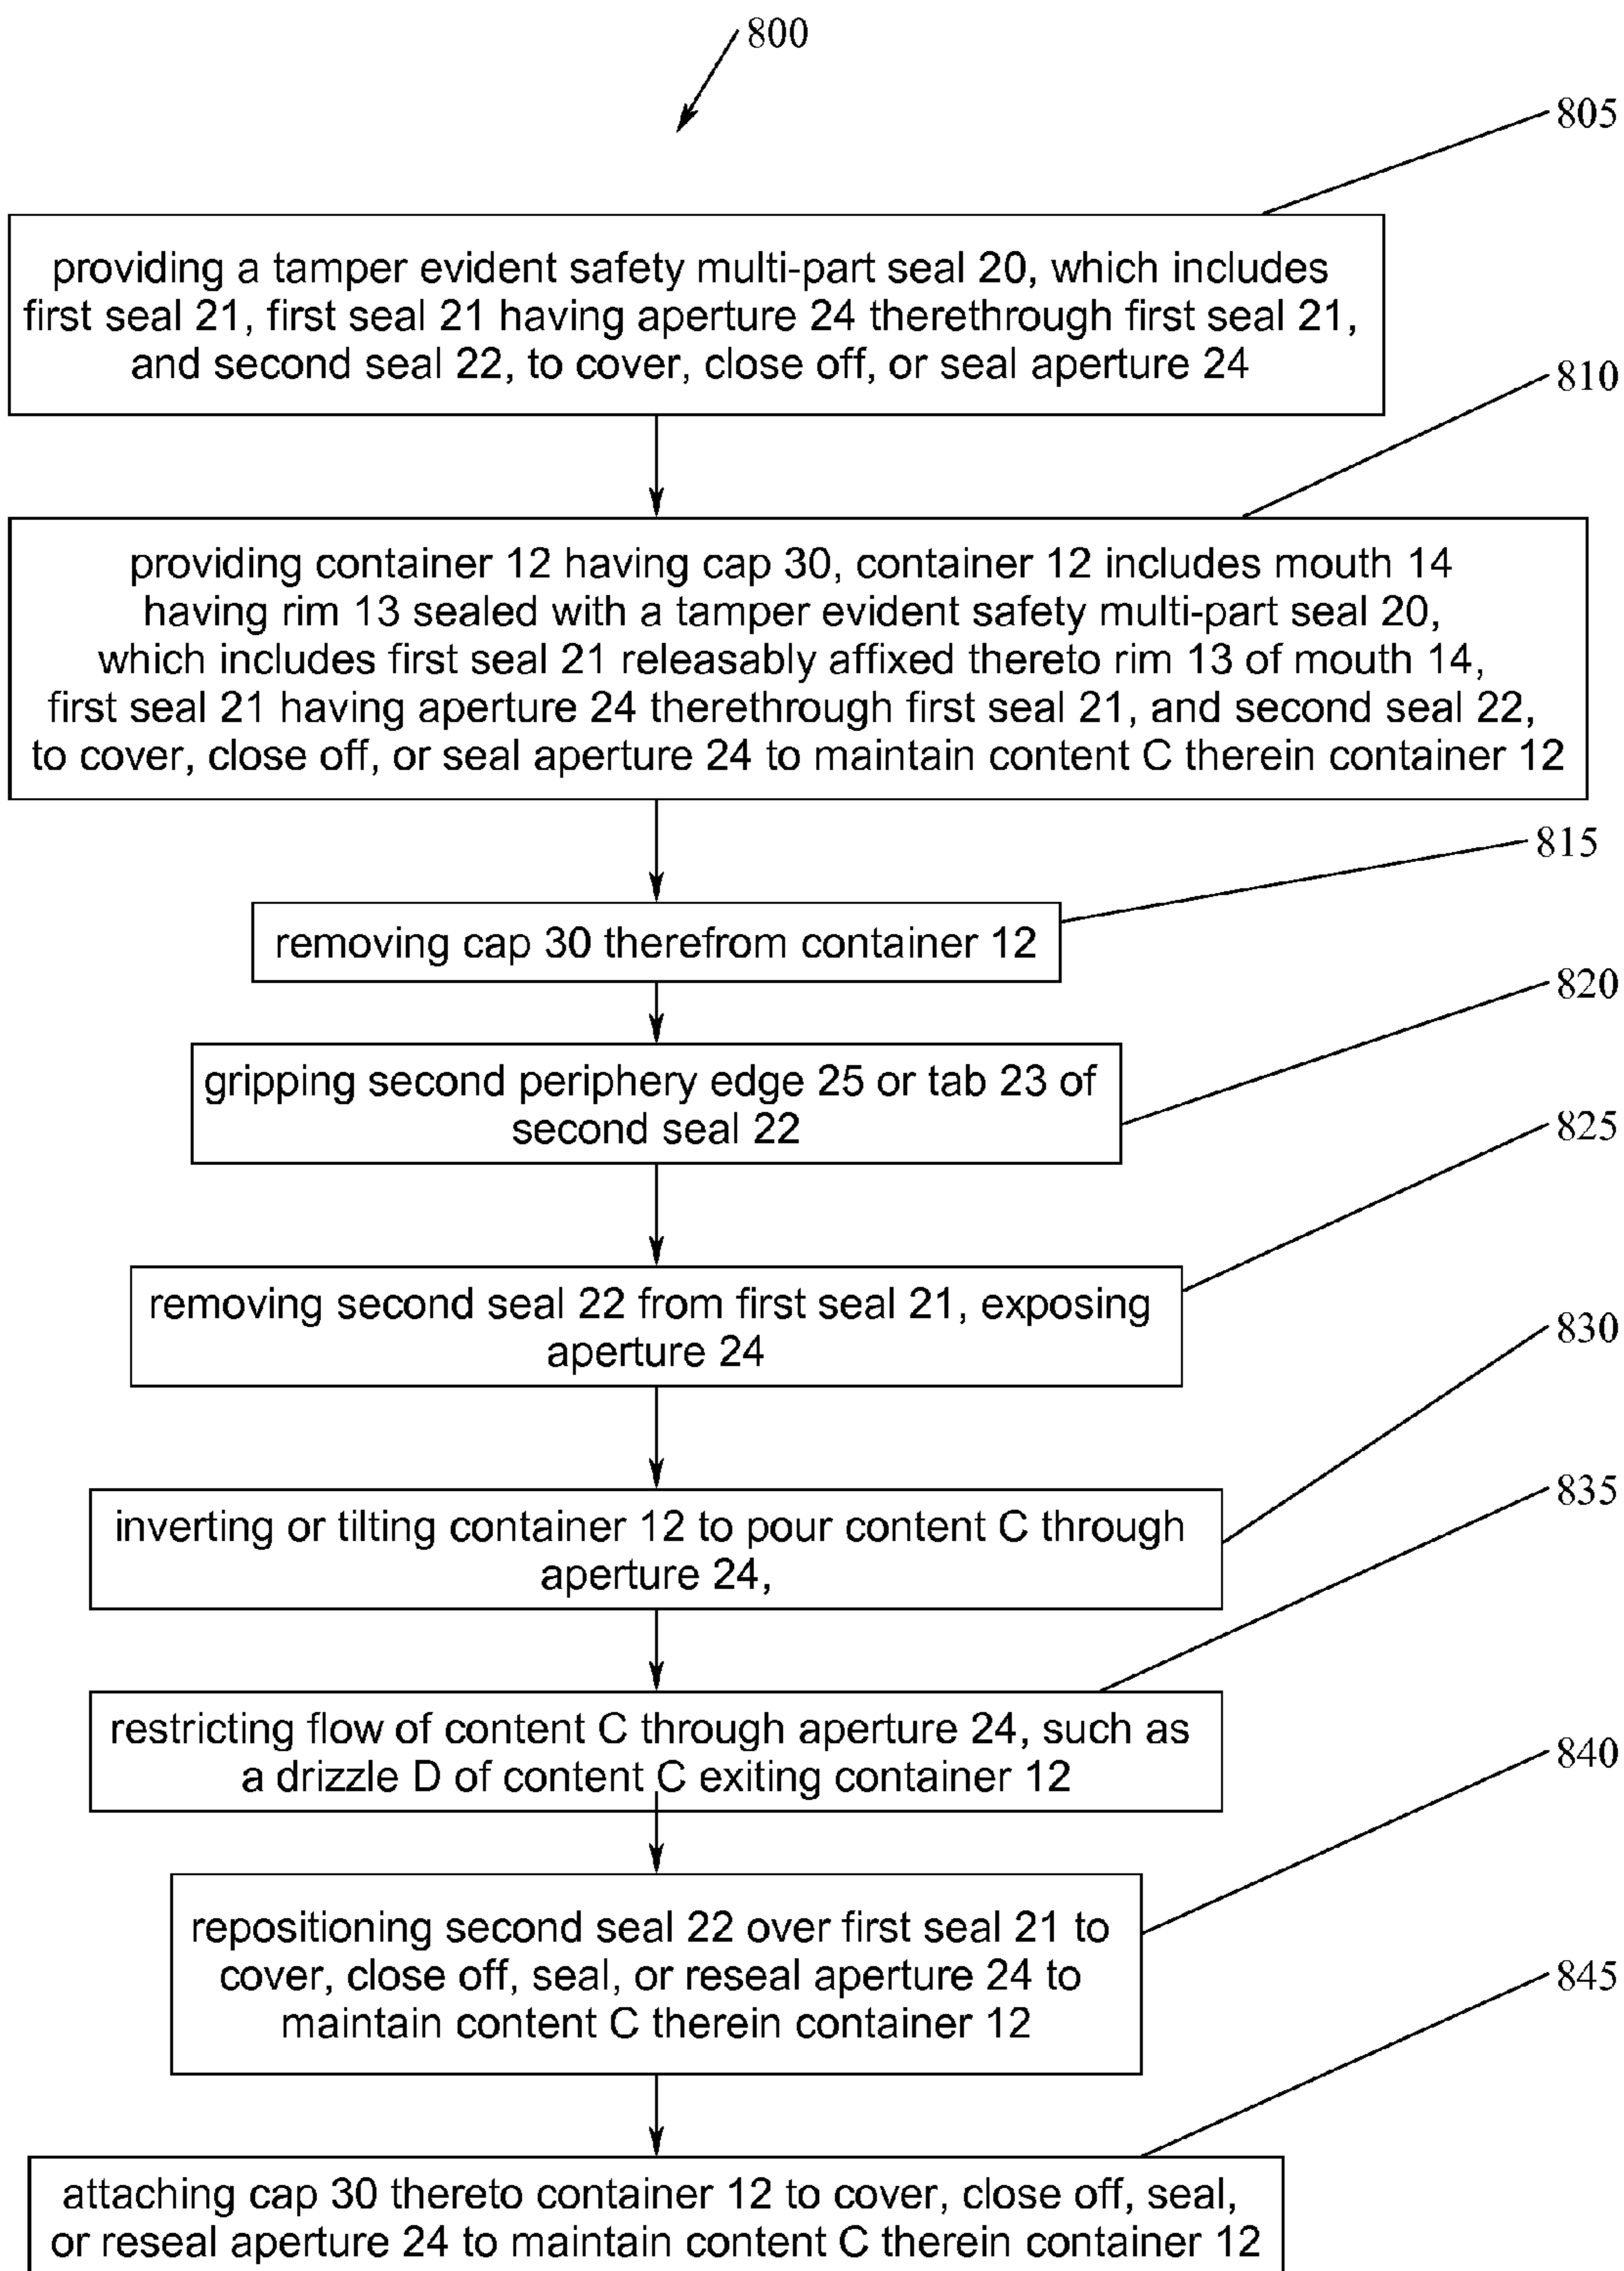 800
805
providing a tamper evident safety multi-part seal 20, which includes
first seal 21, first seal 21 having aperture 24 therethrough first seal 21,
and second seal 22, to cover, close off, or seal aperture 24
810
providing container 12 having cap 30, container 12 includes mouth 14
having rim 13 sealed with a tamper evident safety multi-part seal 20,
which includes first seal 21 releasably affixed thereto rim 13 of mouth 14,
first seal 21 having aperture 24 therethrough first seal 21, and second seal 22,
to cover, close off, or seal aperture 24 to maintain content C therein container 12
815
removing cap 30 therefrom container 12
820
gripping second periphery edge 25 or tab 23 of
second seal 22
825
removing second seal 22 from first seal 21, exposing
aperture 24
830
inverting or tilting container 12 to pour content C through
aperture 24,
835
restricting flow of content C through aperture 24, such as
a drizzle D of content C exiting container 12
840
repositioning second seal 22 over first seal 21 to
cover, close off, seal, or reseal aperture 24 to
maintain content C therein container 12
845
attaching cap 30 thereto container 12 to cover, close off, seal,
or reseal aperture 24 to maintain content C therein container 12